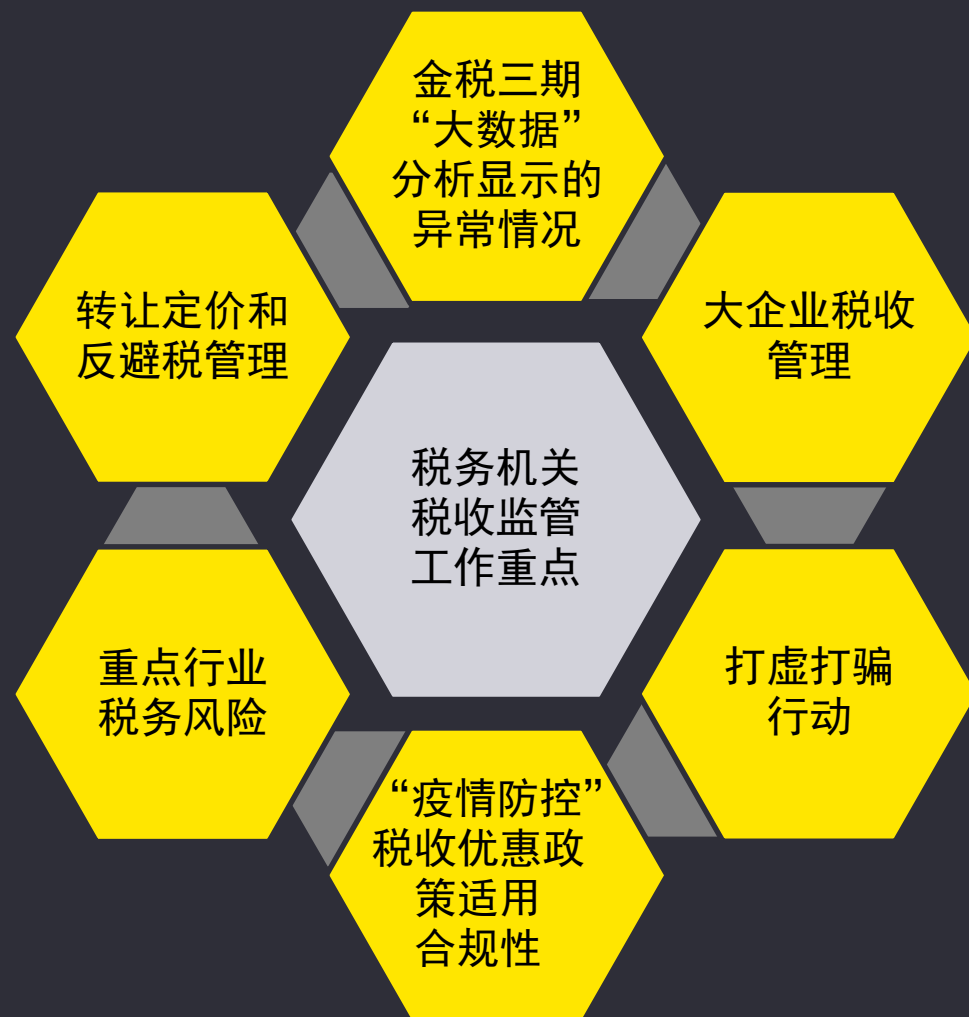 金税三期
“大数据”
分析显示的
异常情况
转让定价和
反避税管理
大企业税收
管理
税务机关
税收监管
工作重点
重点行业
税务风险
打虚打骗
行动
“疫情防控”
税收优惠政
策适用
合规性